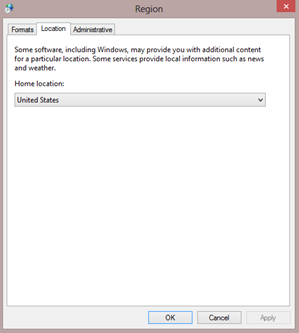 Region
Formats Location Administrative
Some software, including Windows, may provide you with additional content
for a particular location. Some services provide local information such as news
and weather.
Home location:
United States
OK Cancel Apply